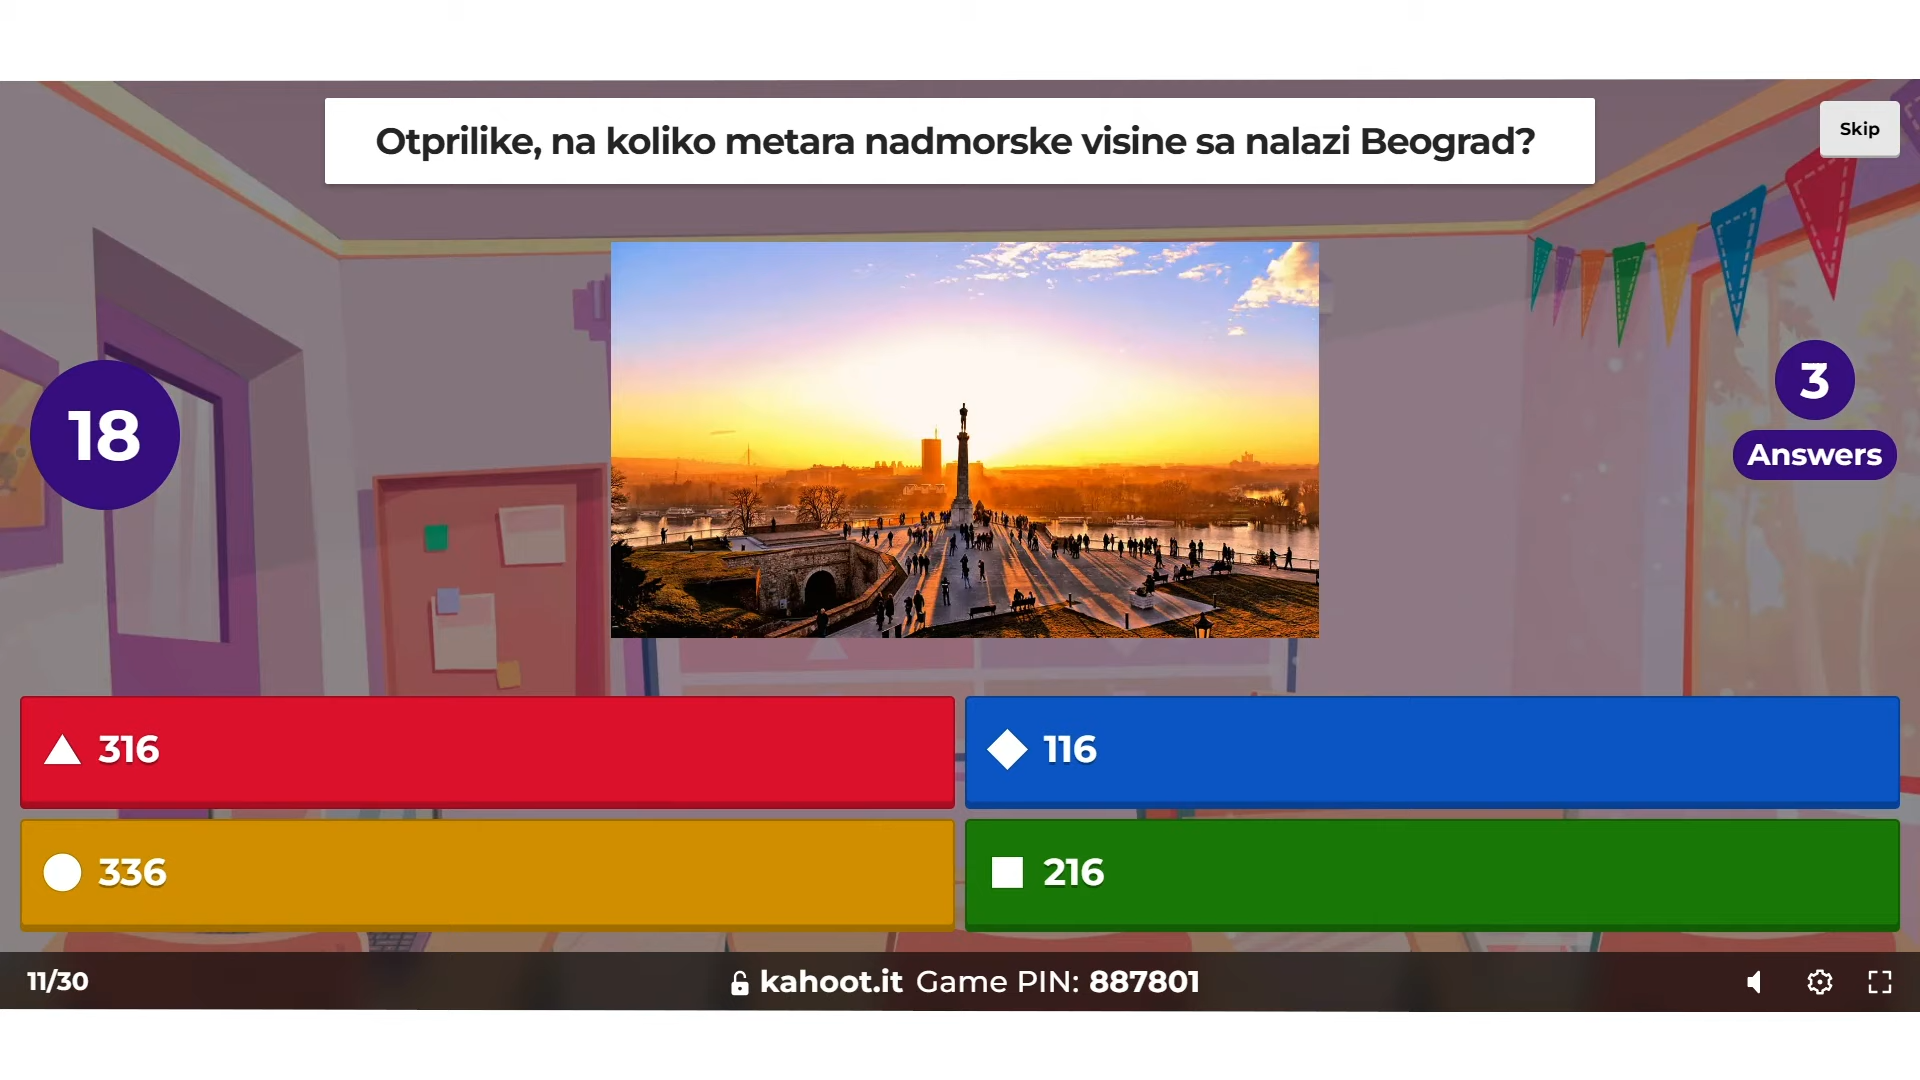 Otprilike, na koliko metara nadmorske visine sa nalazi Beograd?
Skip
18
3
Answers
316
116
336
216
11/30
kahoot.it Game PIN: 887801